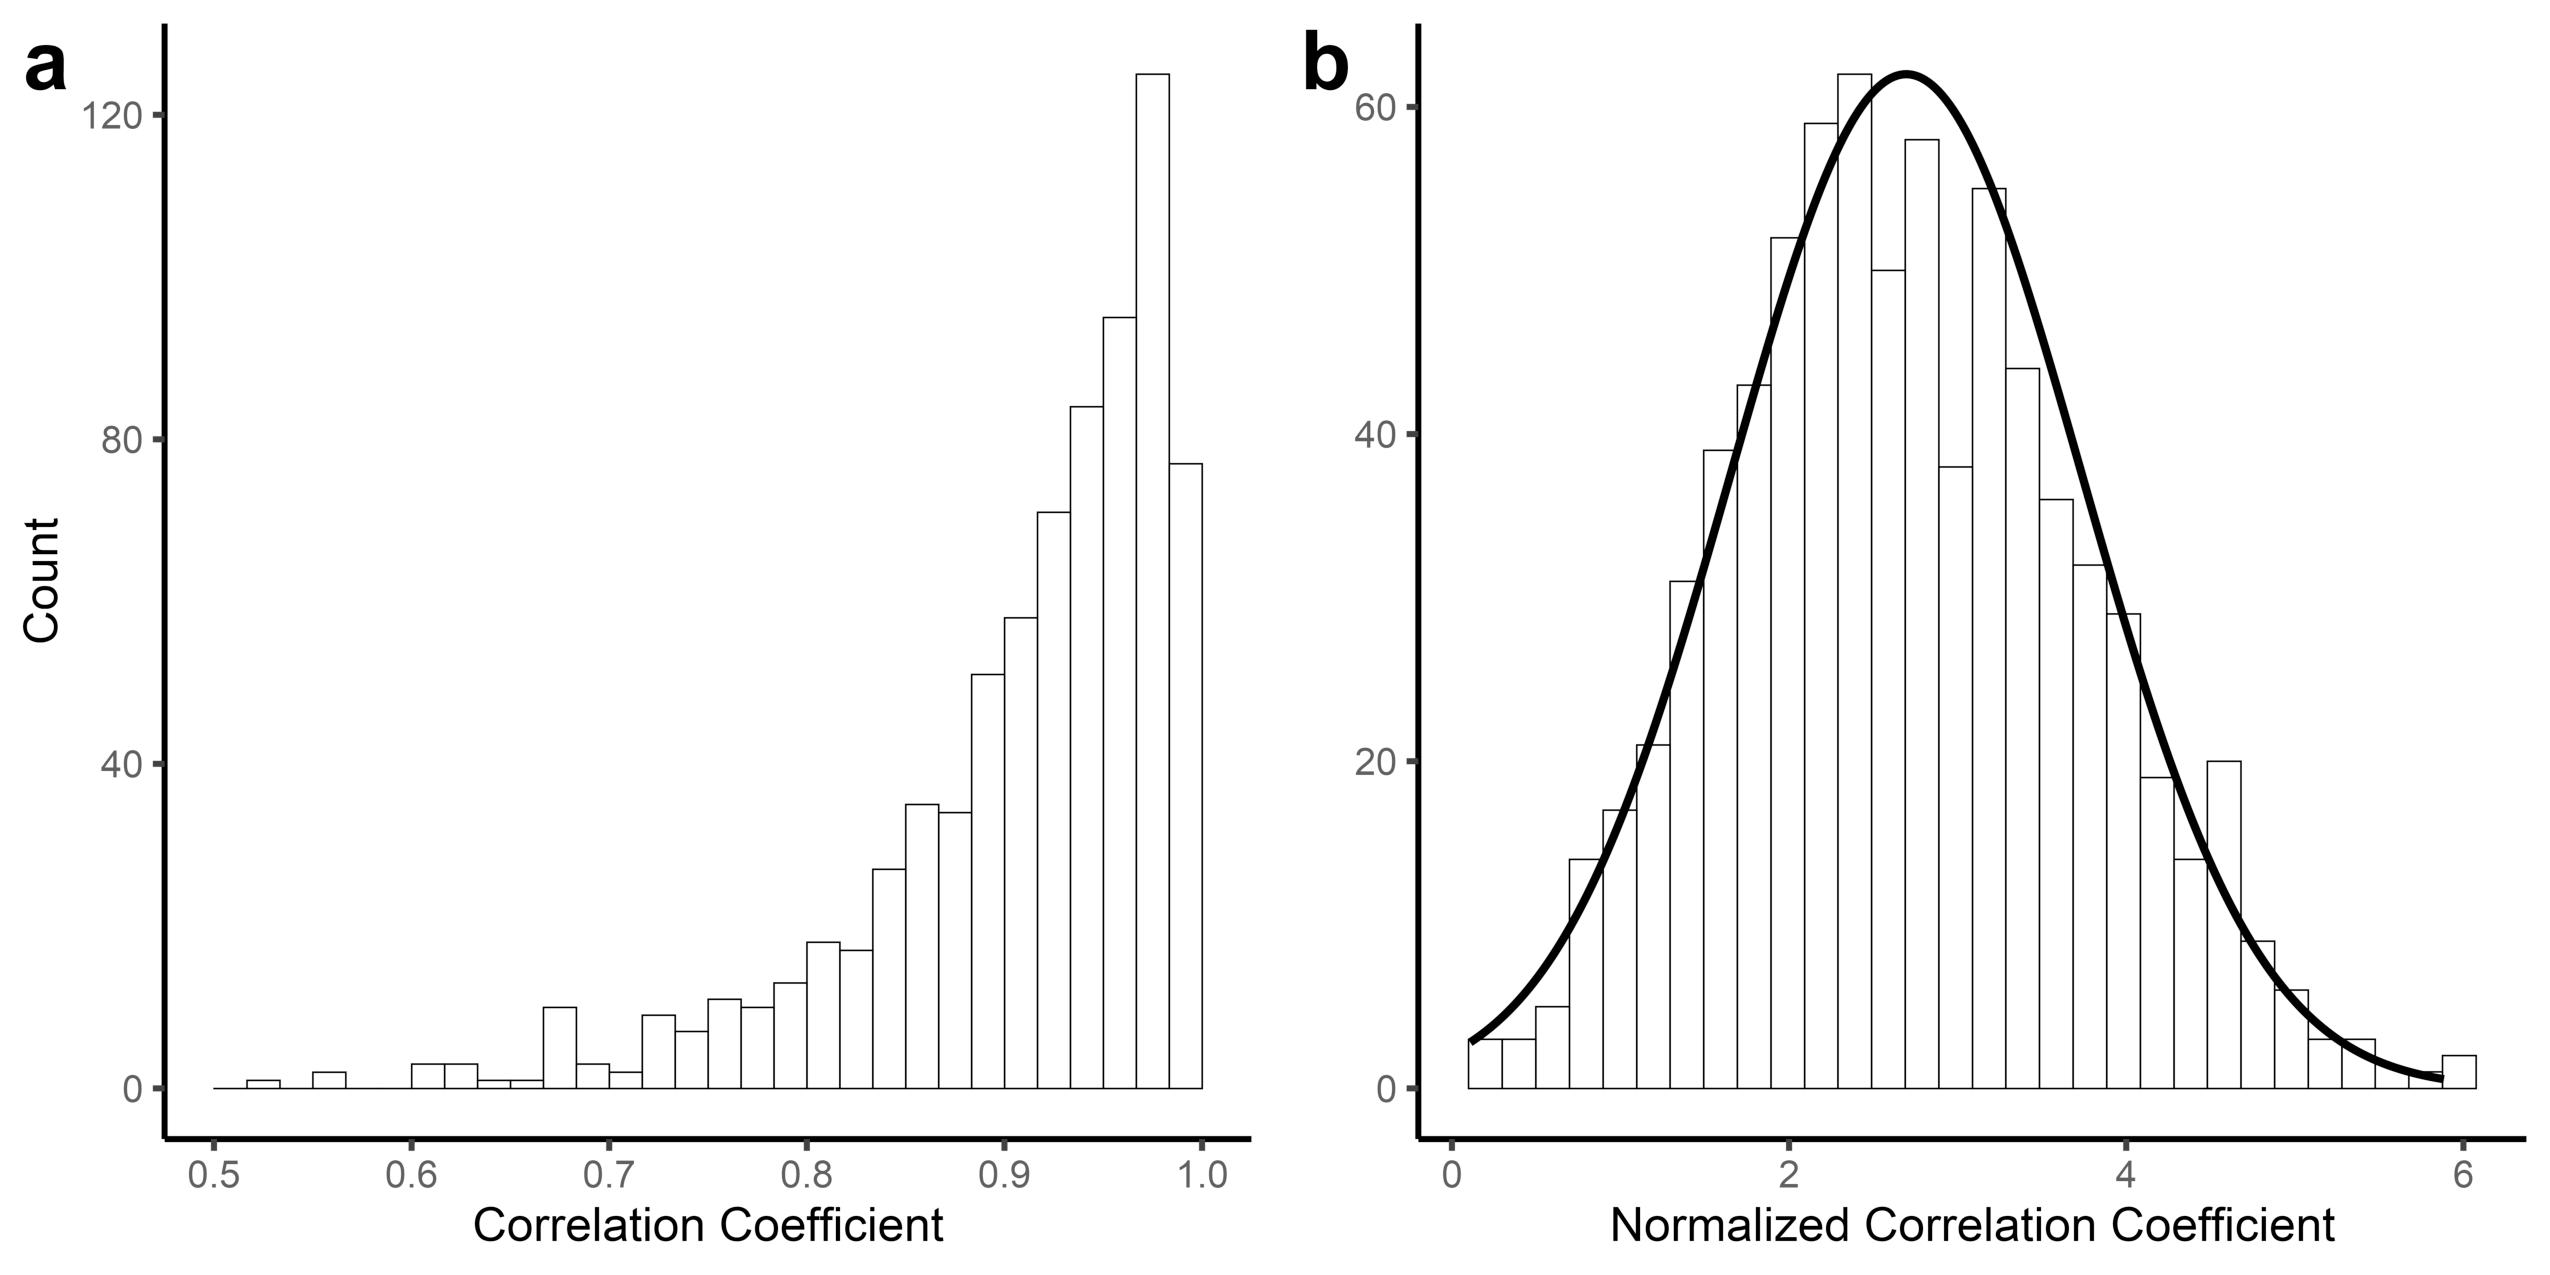 a
120
80
40
0
Count
0.5 0.6 0.7 0.8 0.9 1.0
Correlation Coefficient
b
60
40
20
0
0 2 4 6
Normalized Correlation Coefficient